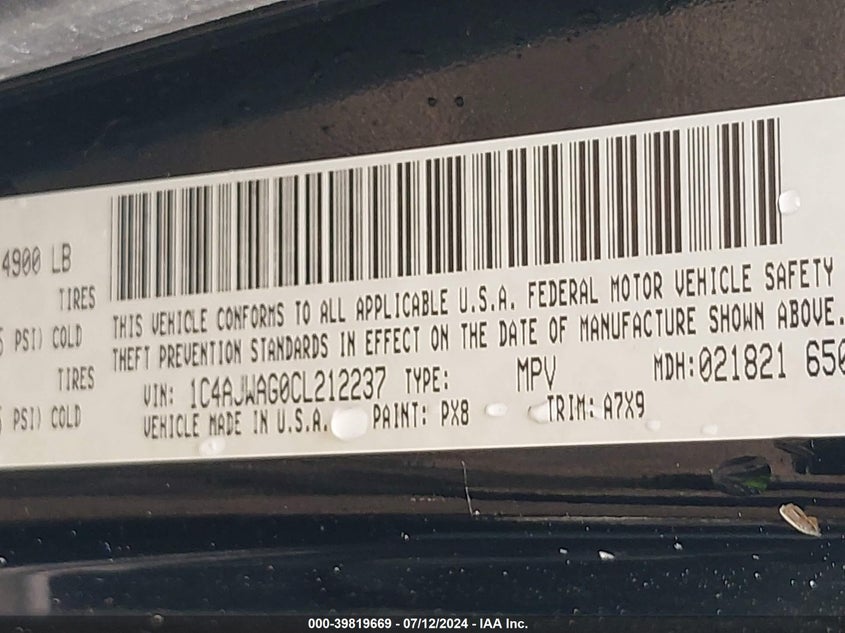 4900 LB
TIRES
PSI) COLD
TIRES
PSI) COLD
THIS VEHICLE CONFORMS TO ALL APPLICABLE U.S.A. FEDERAL MOTOR VEHICLE SAFETY
THEFT PREVENTION STANDARDS IN EFFECT ON THE DATE OF MANUFACTURE SHOWN ABOVE.
VIN: 1C4AJWAG0CL212237 TYPE: MPV MDH:021821 650
VEHICLE MADE IN U.S.A. PAINT: PX8 TRIM: A7X9
000-39819669 - 07/12/2024 - IAA Inc.